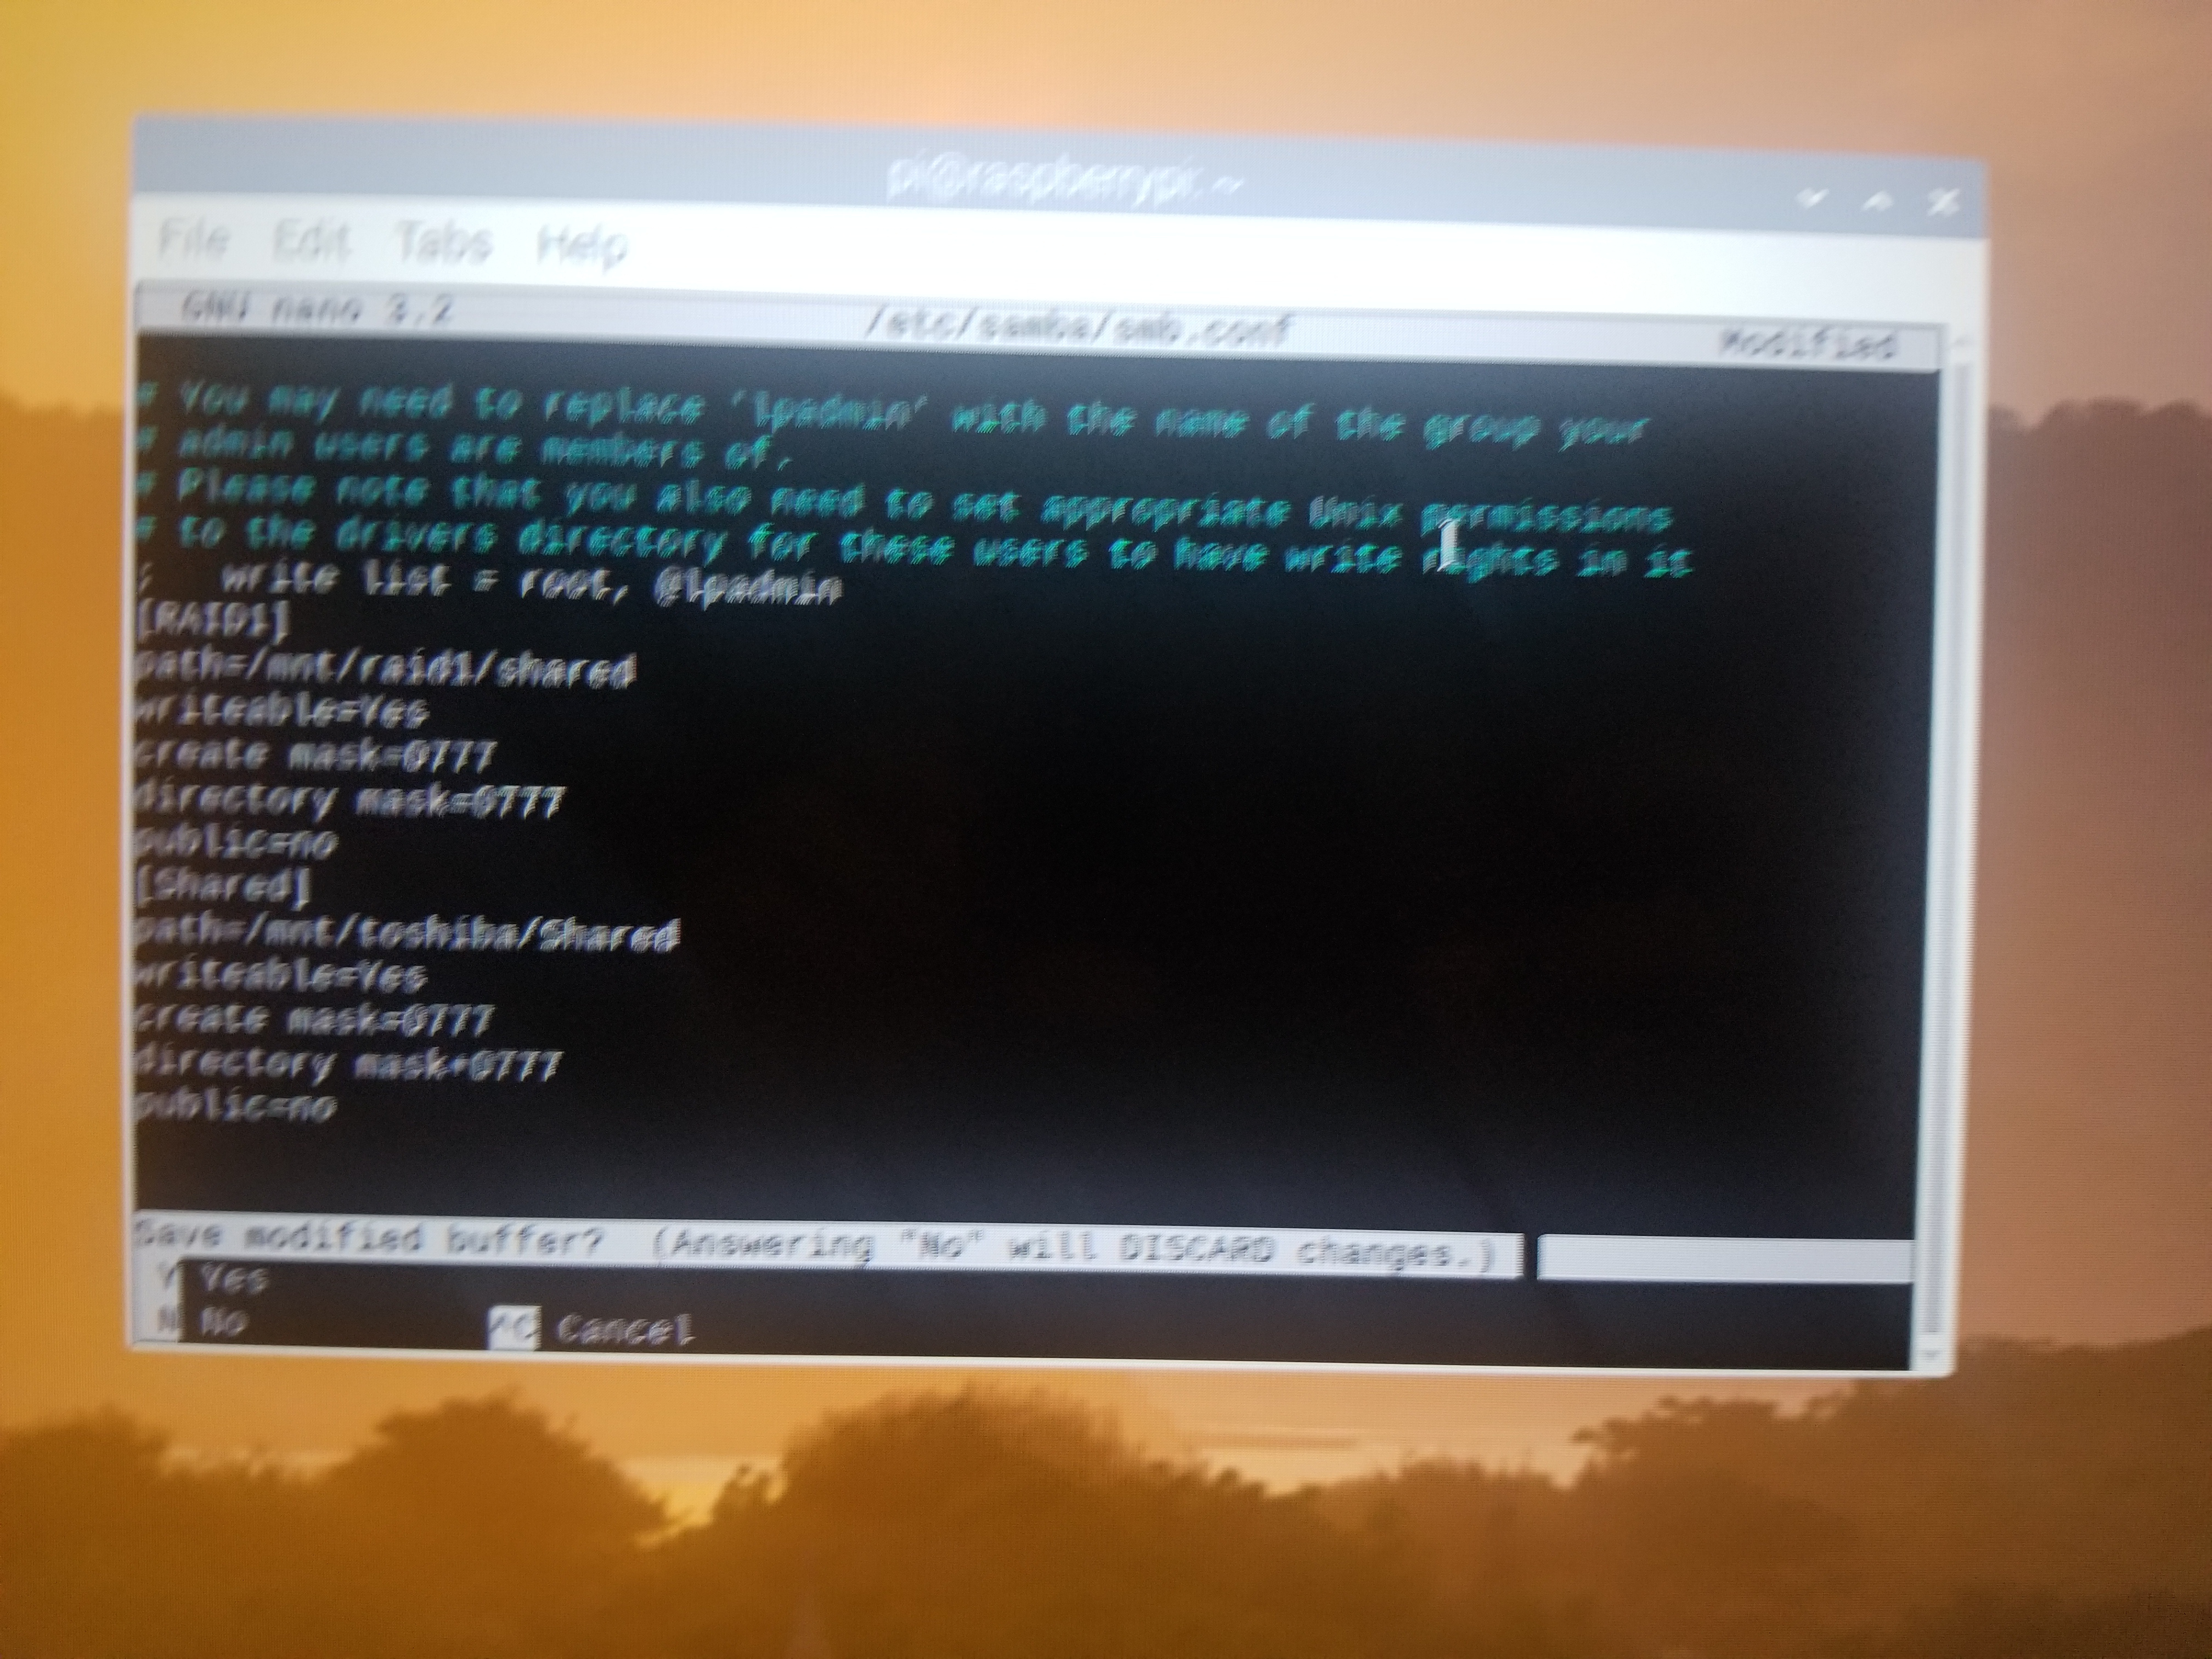 pi@raspberrypi: ~
File Edit Tabs Help
GNU nano 3.2 /etc/samba/smb.conf Modified
# You may need to replace 'lpadmin' with the name of the group your
# admin users are members of.
# Please note that you also need to set appropriate Unix permissions
# to the drivers directory for these users to have write rights in it
; write list = root, @lpadmin
[RAID1]
path=/mnt/raid1/shared
writeable=Yes
create mask=0777
directory mask=0777
public=no
[Shared]
path=/mnt/toshiba/Shared
writeable=Yes
create mask=0777
directory mask=0777
public=no
Save modified buffer? (Answering "No" will DISCARD changes.)
Y Yes
N No ^C Cancel